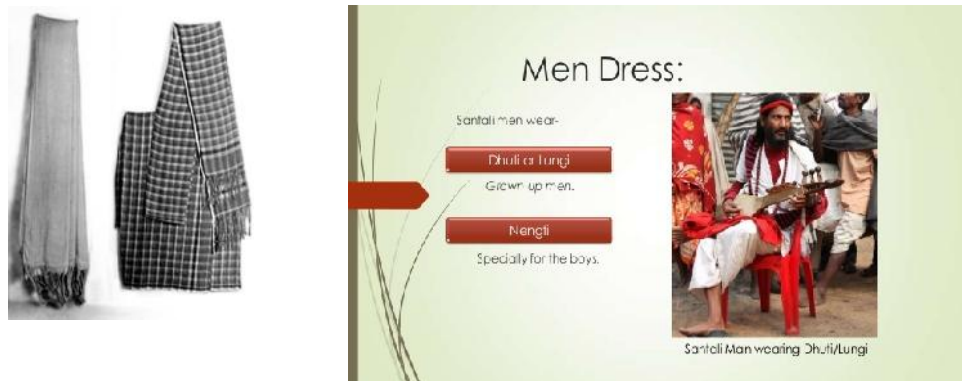 Men Dress:
Santali men wear-
Dhuti or Lungi
Grown up men.
Nengti
Specially for the boys.
Santali Man wearing Dhuti/Lungi